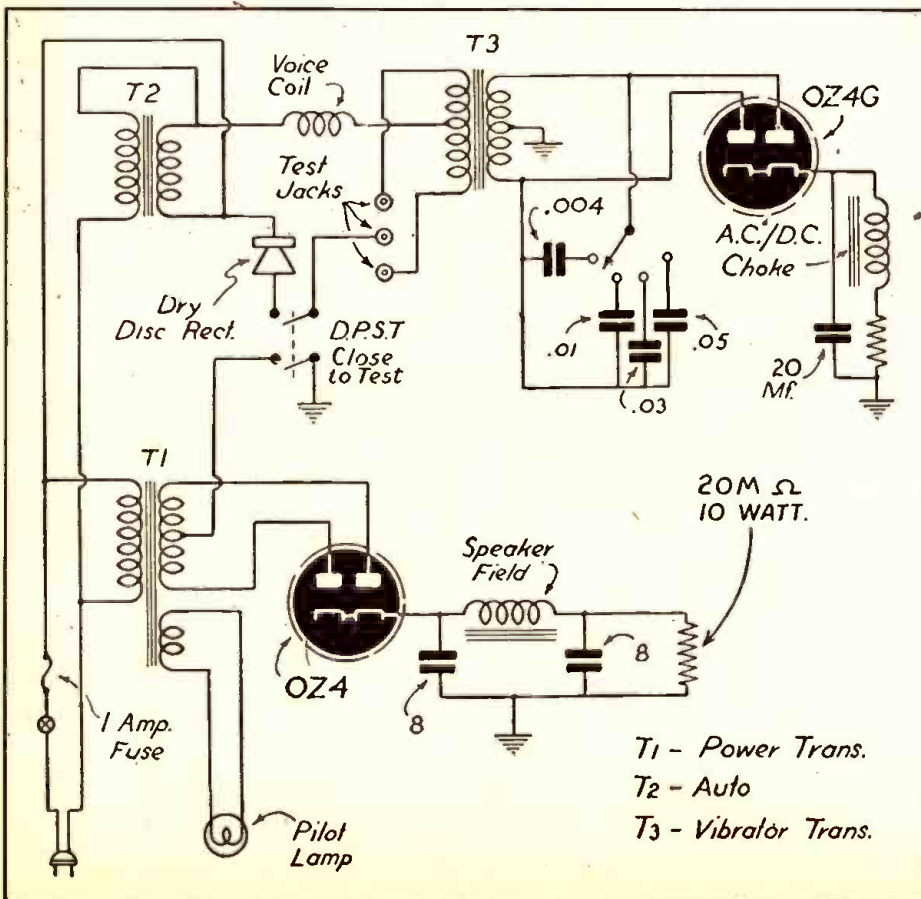 T3
Voice
Coil
T2
OZ4G
Test
Jacks
.004
A.C./D.C.
Choke
Dry
Disc Rect.
D.P.S.T
Close
to Test
.01
.05
20
Mf.
.03
T1
20M Ω
10 WATT.
Speaker
Field
8
OZ4
8
1 Amp.
Fuse
T1 - Power Trans.
T2 - Auto
T3 - Vibrator Trans.
Pilot
Lamp